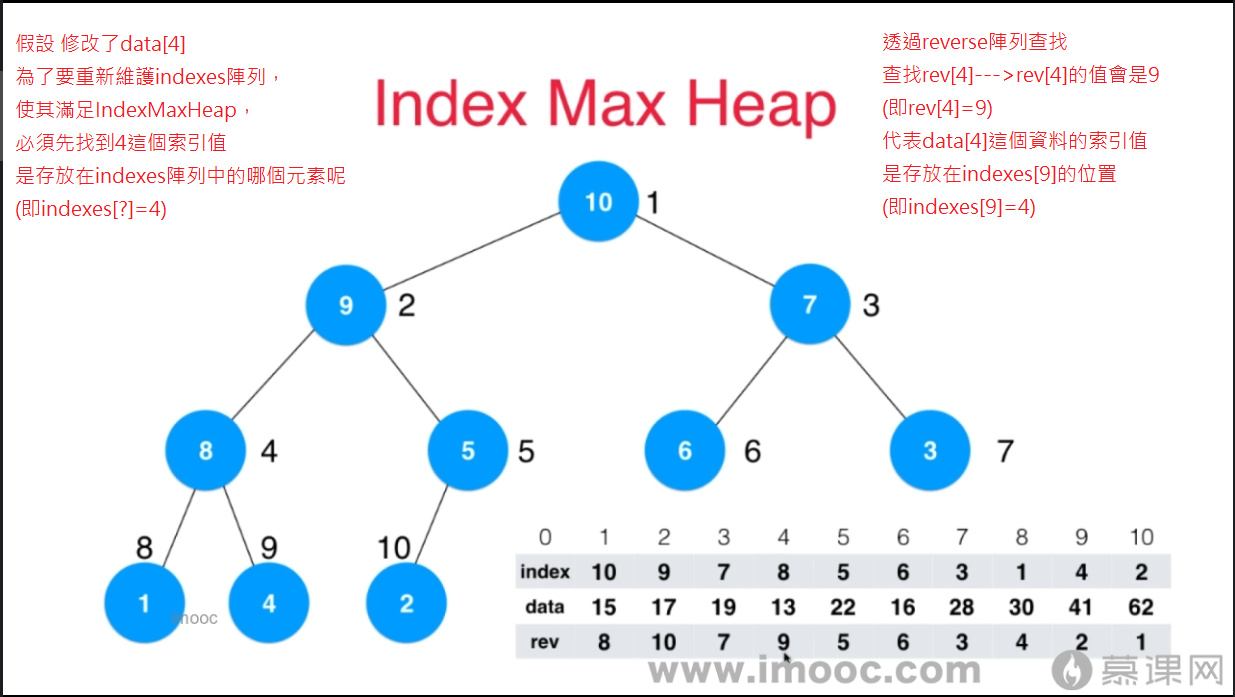 假設 修改了data[4]
為了要重新維護indexes陣列,
使其滿足IndexMaxHeap,
必須先找到4這個索引值
是存放在indexes陣列中的哪個元素呢
(即indexes[?]=4)
透過reverse陣列查找
查找rev[4]--->rev[4]的值會是9
(即rev[4]=9)
代表data[4]這個資料的索引值
是存放在indexes[9]的位置
(即indexes[9]=4)
Index Max Heap
10 1
9 2
7 3
8 4
5 5
6 6
3 7
8 9 10
1 4 2
imooc
0 1 2 3 4 5 6 7 8 9 10
index 10 9 7 8 5 6 3 1 4 2
data 15 17 19 13 22 16 28 30 41 62
rev 8 10 7 9 5 6 3 4 2 1
www.imooc.com
慕课网